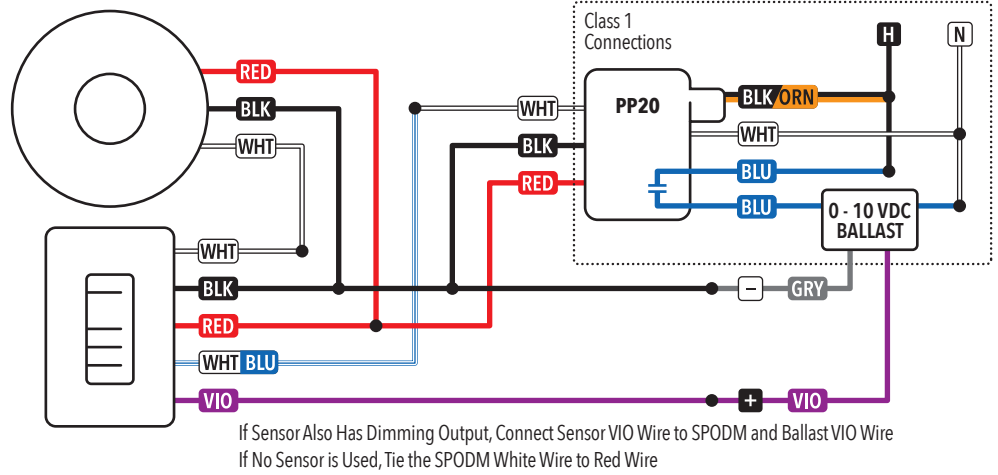 Class 1
Connections
H
N
RED
BLK
WHT
WHT
PP20
BLK/ORN
WHT
BLK
RED
BLU
BLU
0 - 10 VDC
BALLAST
WHT
BLK
−
GRY
RED
WHT BLU
VIO
+
VIO
If Sensor Also Has Dimming Output, Connect Sensor VIO Wire to SPODM and Ballast VIO Wire
If No Sensor is Used, Tie the SPODM White Wire to Red Wire